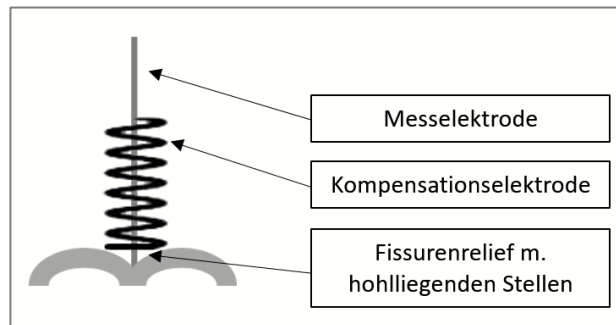 Messelektrode
Kompensationselektrode
Fissurenrelief m.
hohlliegenden Stellen